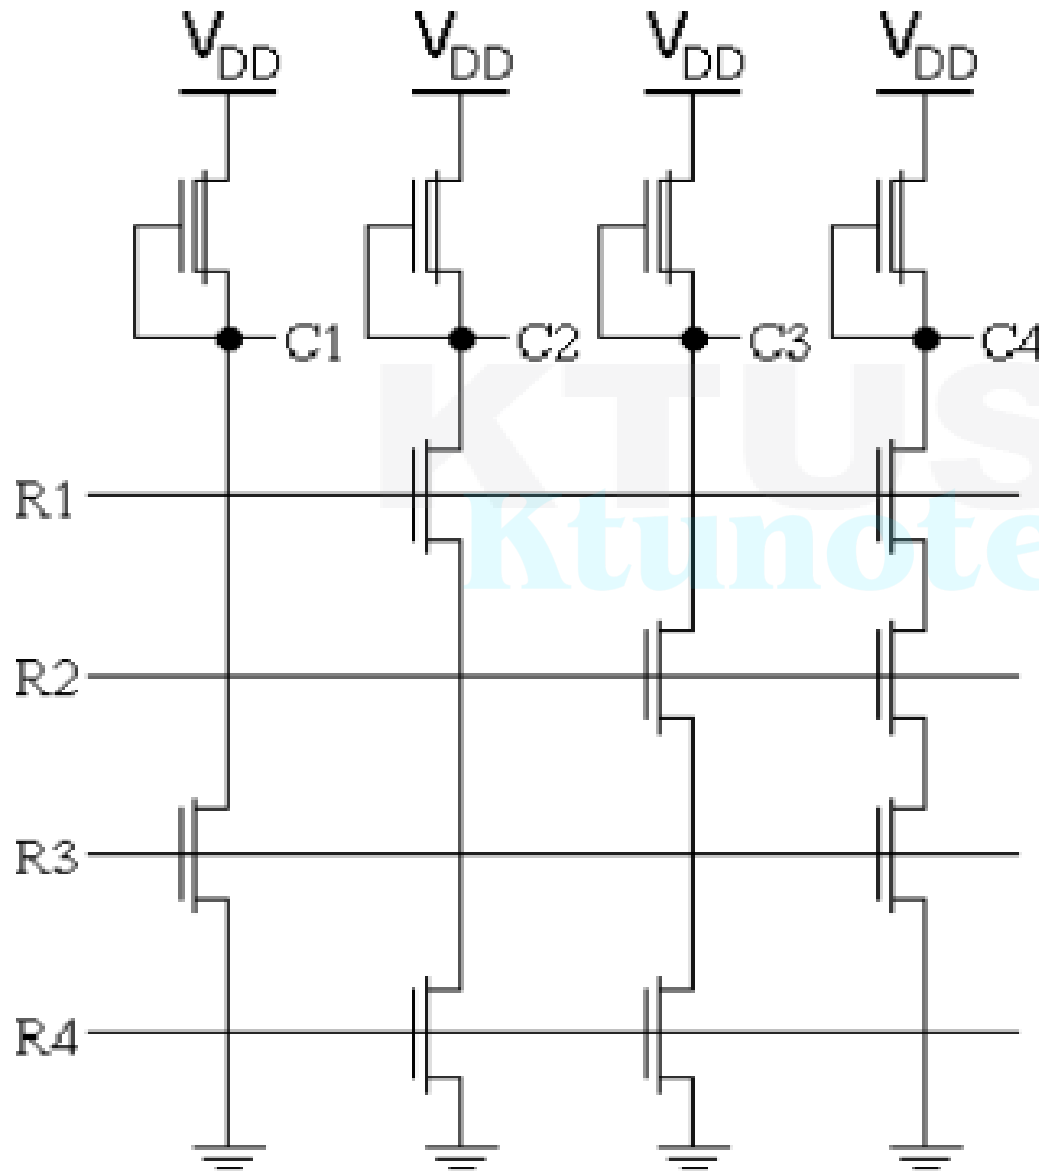 VDD VDD VDD VDD
C1 C2 C3 C4
KTUS
R1
Ktunote
R2
R3
R4